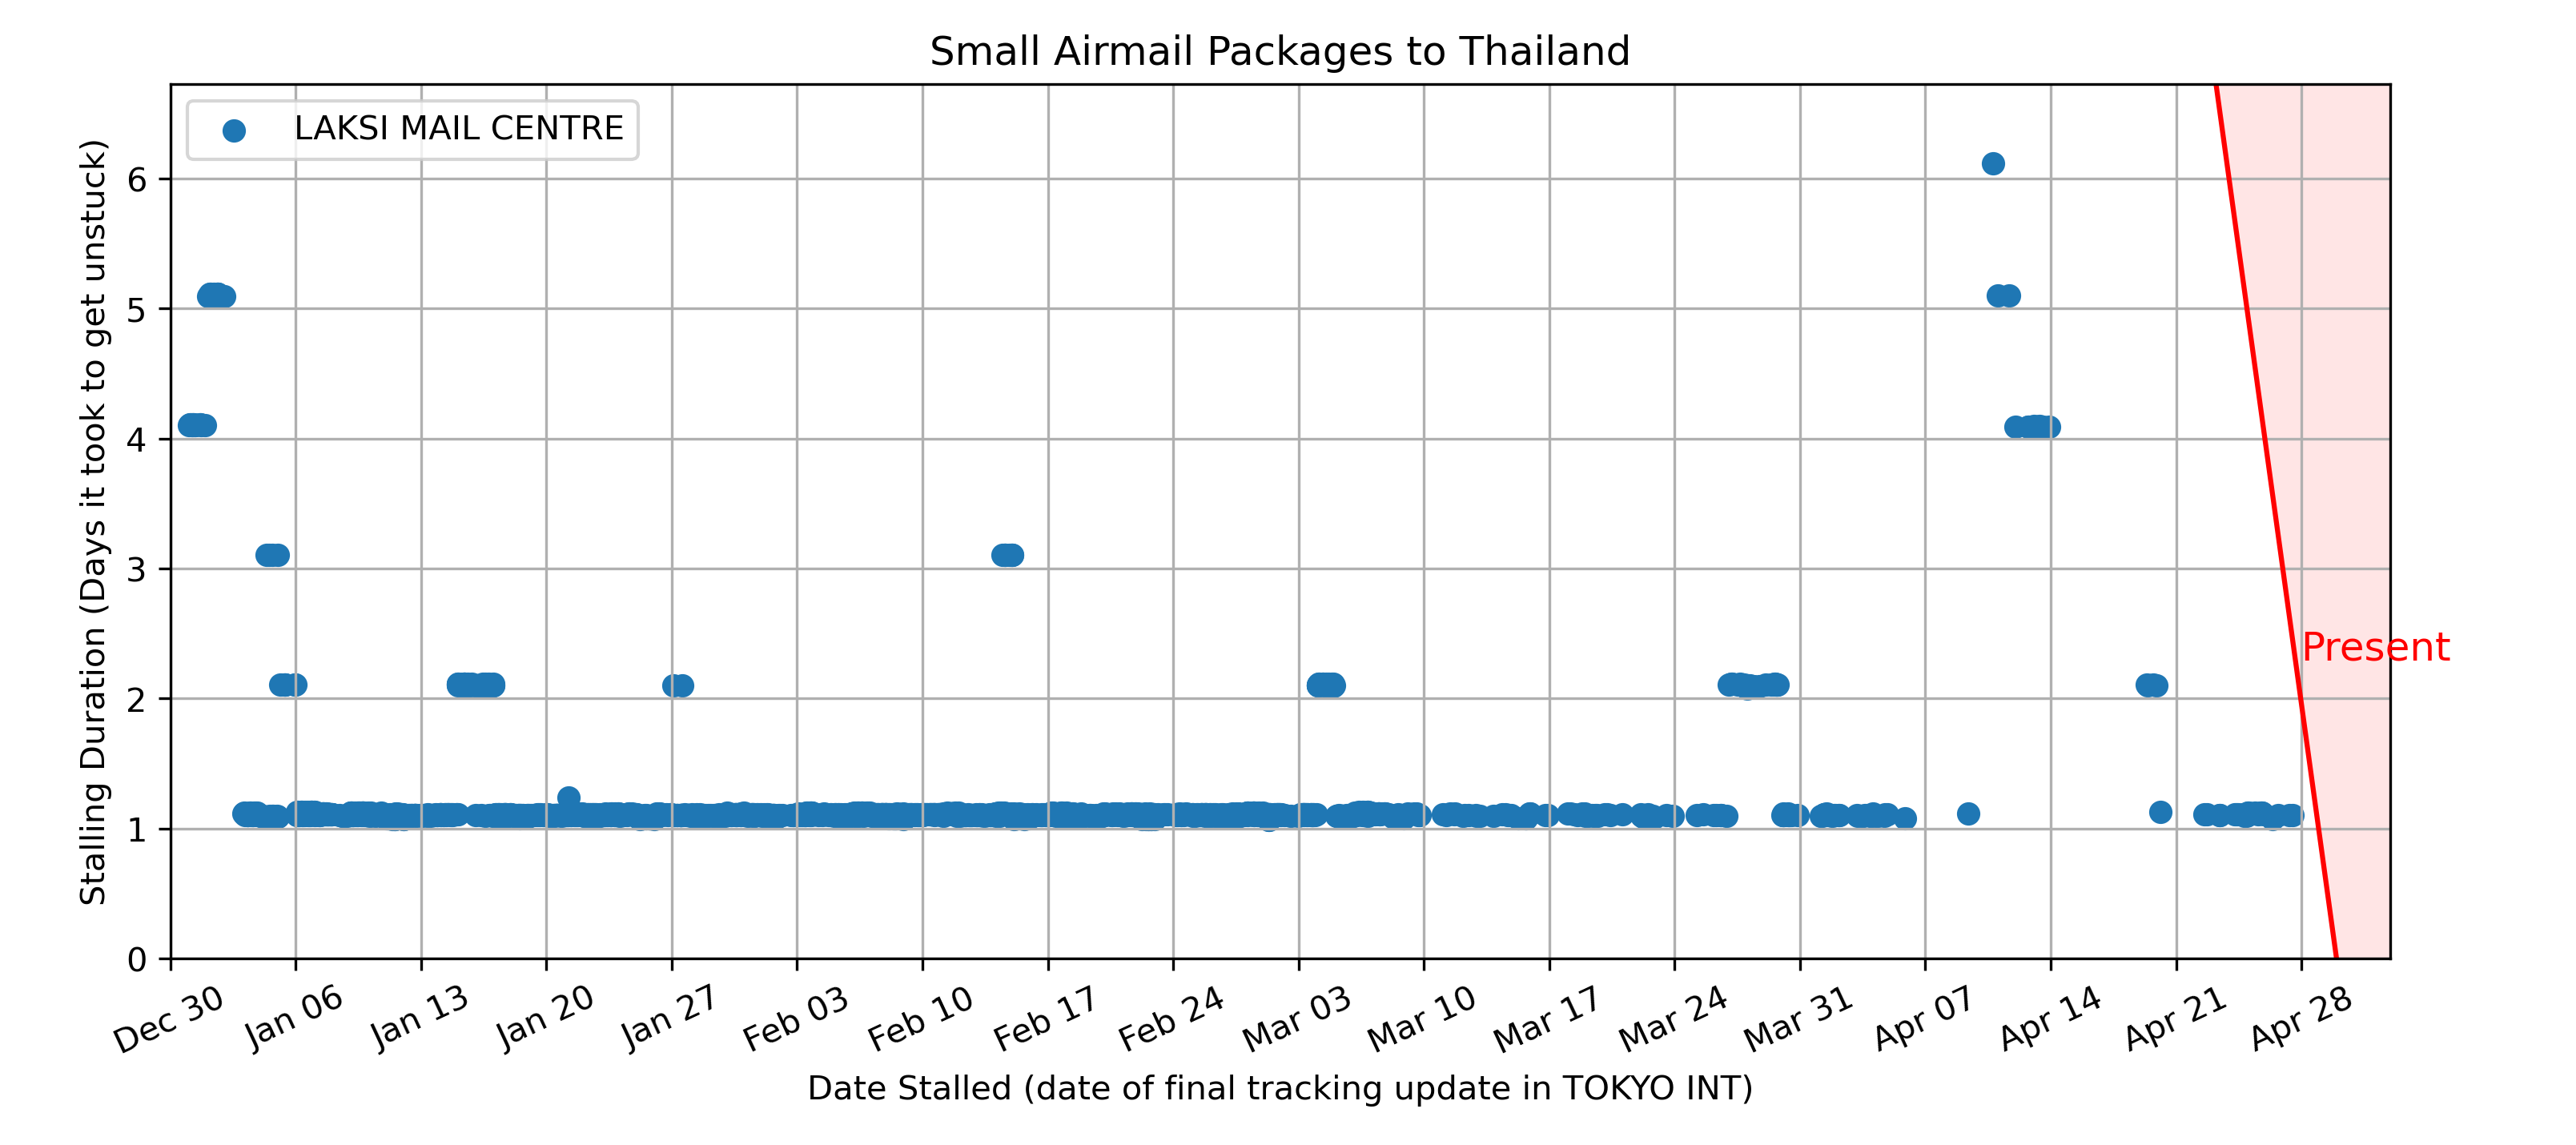 Small Airmail Packages to Thailand
LAKSI MAIL CENTRE
Stalling Duration (Days it took to get unstuck)
6
5
4
3
2
1
0
Present
Dec 30
Jan 06
Jan 13
Jan 20
Jan 27
Feb 03
Feb 10
Feb 17
Feb 24
Mar 03
Mar 10
Mar 17
Mar 24
Mar 31
Apr 07
Apr 14
Apr 21
Apr 28
Date Stalled (date of final tracking update in TOKYO INT)